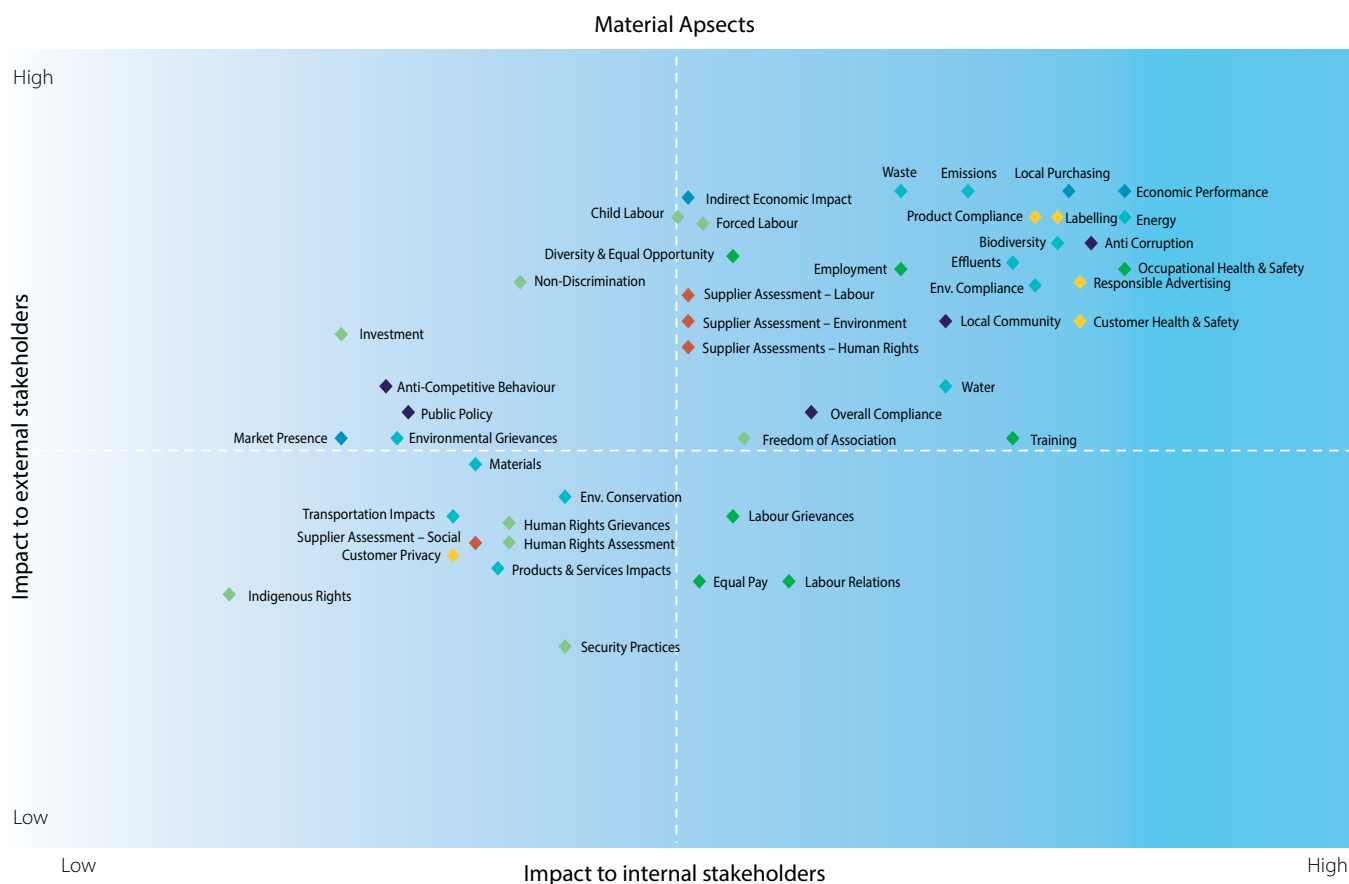 Material Apsects
High
Waste
Emissions
Local Purchasing
Indirect Economic Impact
Economic Performance
Child Labour
Forced Labour
Product Compliance
Labelling
Energy
Biodiversity
Anti Corruption
Diversity & Equal Opportunity
Employment
Effluents
Occupational Health & Safety
Non-Discrimination
Env. Compliance
Responsible Advertising
Supplier Assessment – Labour
Supplier Assessment – Environment
Local Community
Customer Health & Safety
Investment
Supplier Assessments – Human Rights
Anti-Competitive Behaviour
Water
Public Policy
Overall Compliance
Market Presence
Environmental Grievances
Freedom of Association
Training
Materials
Env. Conservation
Transportation Impacts
Human Rights Grievances
Labour Grievances
Supplier Assessment – Social
Human Rights Assessment
Customer Privacy
Products & Services Impacts
Equal Pay
Labour Relations
Indigenous Rights
Security Practices
Impact to external stakeholders
Low
Low
Impact to internal stakeholders
High